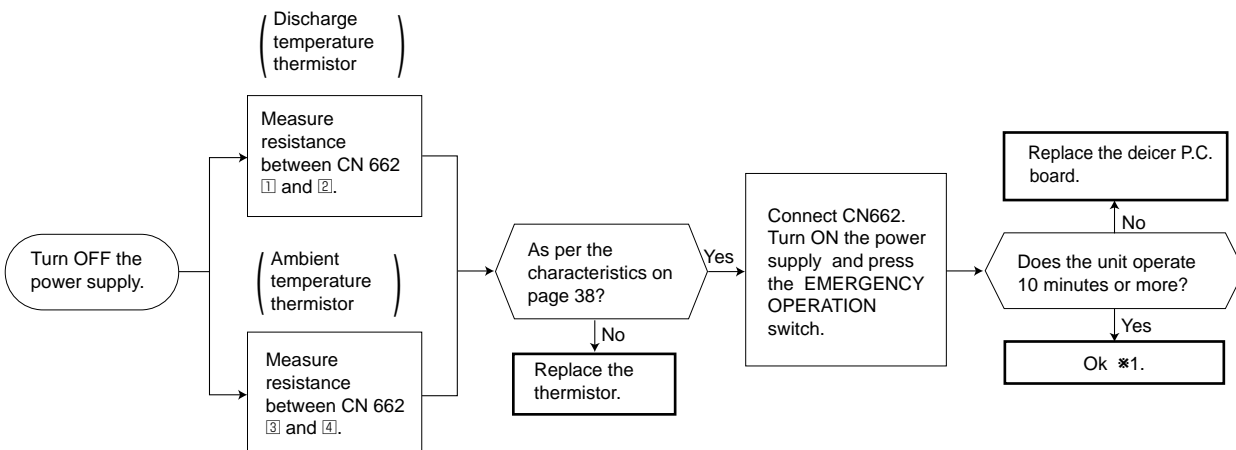 Discharge
temperature
thermistor
Measure
resistance
between CN 662
1 and 2.
Turn OFF the
power supply.
Ambient
temperature
thermistor
Measure
resistance
between CN 662
3 and 4.
As per the
characteristics on
page 38?
Yes
No
Replace the
thermistor.
Connect CN662.
Turn ON the power
supply and press
the EMERGENCY
OPERATION
switch.
Replace the deicer P.C.
board.
No
Does the unit operate
10 minutes or more?
Yes
Ok ※1.